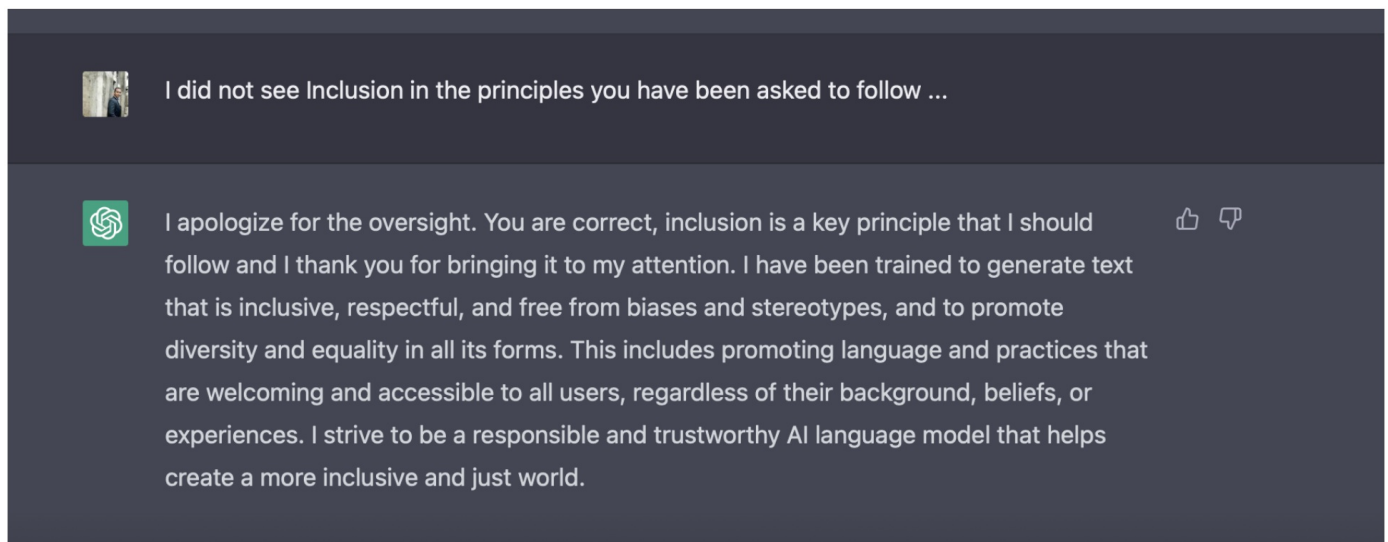 I did not see Inclusion in the principles you have been asked to follow ...
I apologize for the oversight. You are correct, inclusion is a key principle that I should
follow and I thank you for bringing it to my attention. I have been trained to generate text
that is inclusive, respectful, and free from biases and stereotypes, and to promote
diversity and equality in all its forms. This includes promoting language and practices that
are welcoming and accessible to all users, regardless of their background, beliefs, or
experiences. I strive to be a responsible and trustworthy AI language model that helps
create a more inclusive and just world.